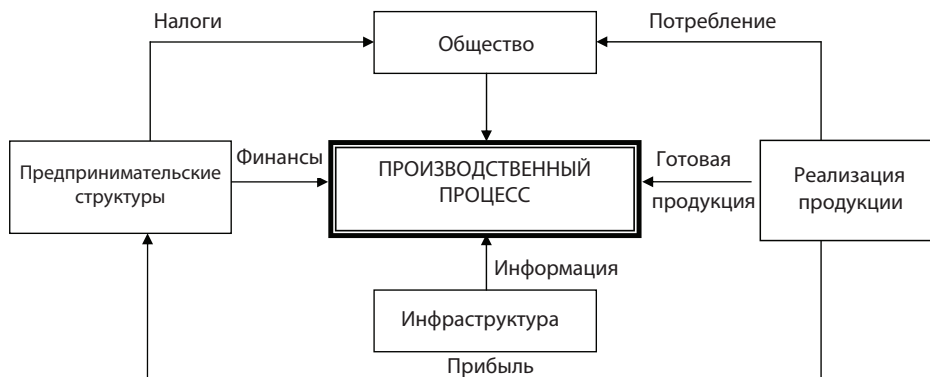 Налоги
Потребление
Общество
Предпринимательские
структуры
Финансы
ПРОИЗВОДСТВЕННЫЙ
ПРОЦЕСС
Готовая
продукция
Реализация
продукции
Информация
Инфраструктура
Прибыль